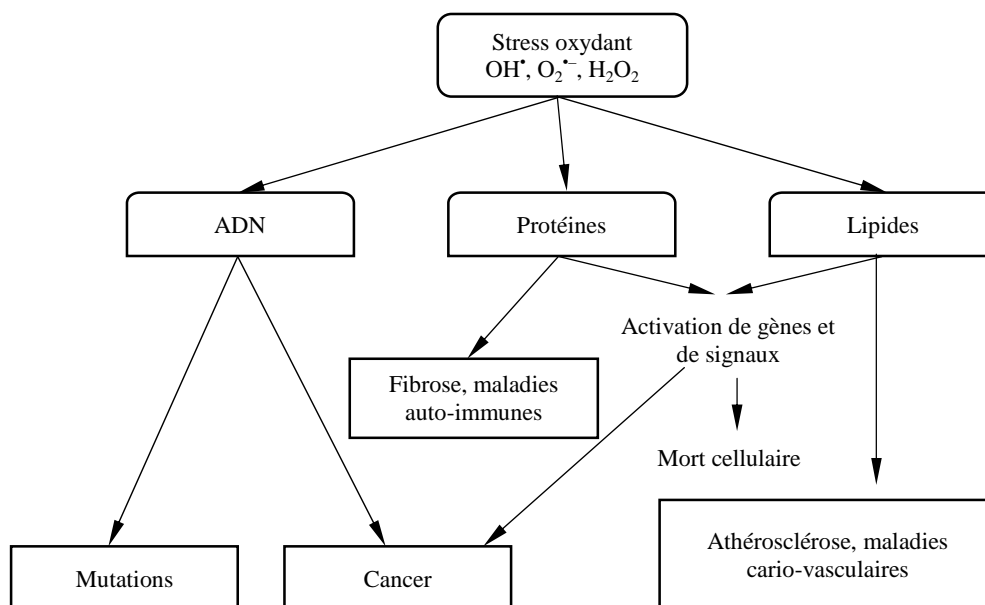 Stress oxydant
OH•, O₂•–, H₂O₂
ADN
Protéines
Lipides
Activation de gènes et
de signaux
Fibrose, maladies
auto-immunes
Mort cellulaire
Mutations
Cancer
Athérosclérose, maladies
cario-vasculaires